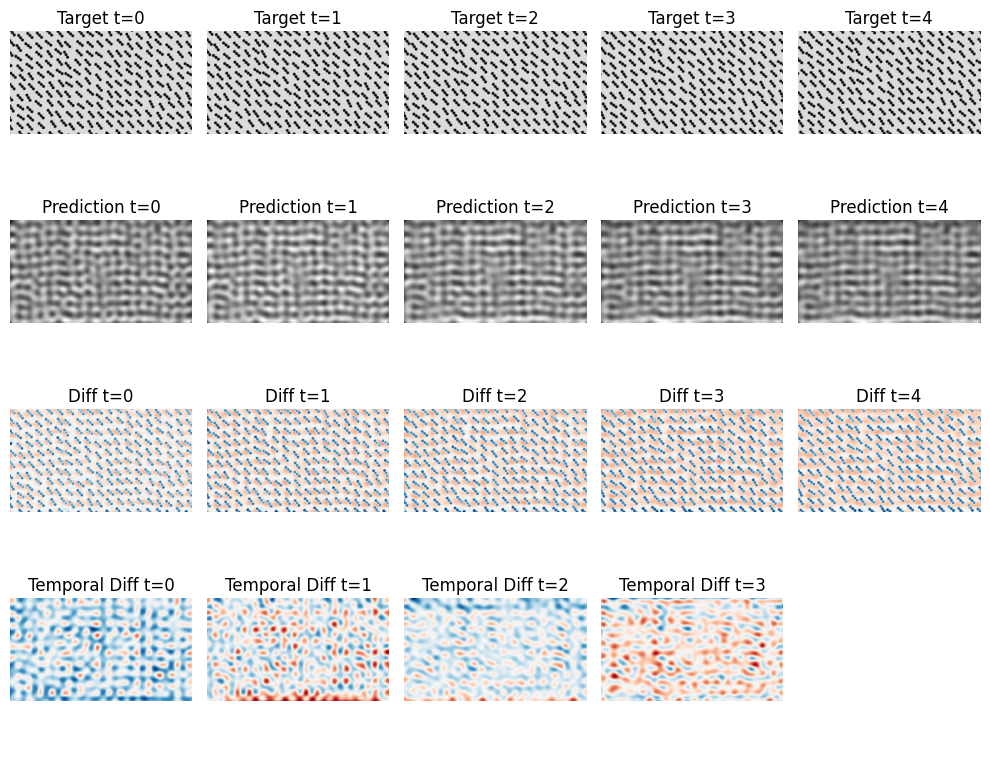 Target t=0
Target t=1
Target t=2
Target t=3
Target t=4
Prediction t=0
Prediction t=1
Prediction t=2
Prediction t=3
Prediction t=4
Diff t=0
Diff t=1
Diff t=2
Diff t=3
Diff t=4
Temporal Diff t=0
Temporal Diff t=1
Temporal Diff t=2
Temporal Diff t=3